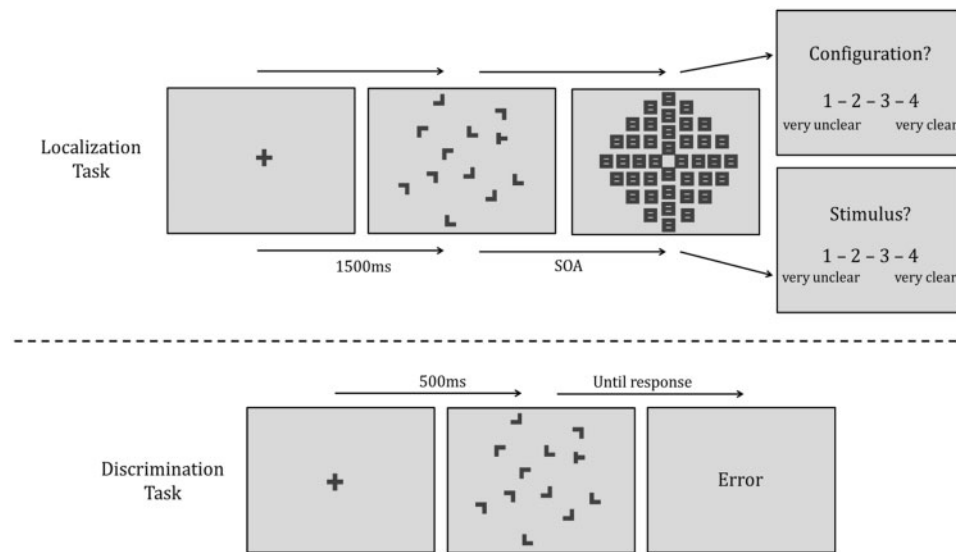 Localization
Task
1500ms
SOA
Configuration?
1 – 2 – 3 – 4
very unclear very clear
Stimulus?
1 – 2 – 3 – 4
very unclear very clear
Discrimination
Task
500ms
Until response
Error